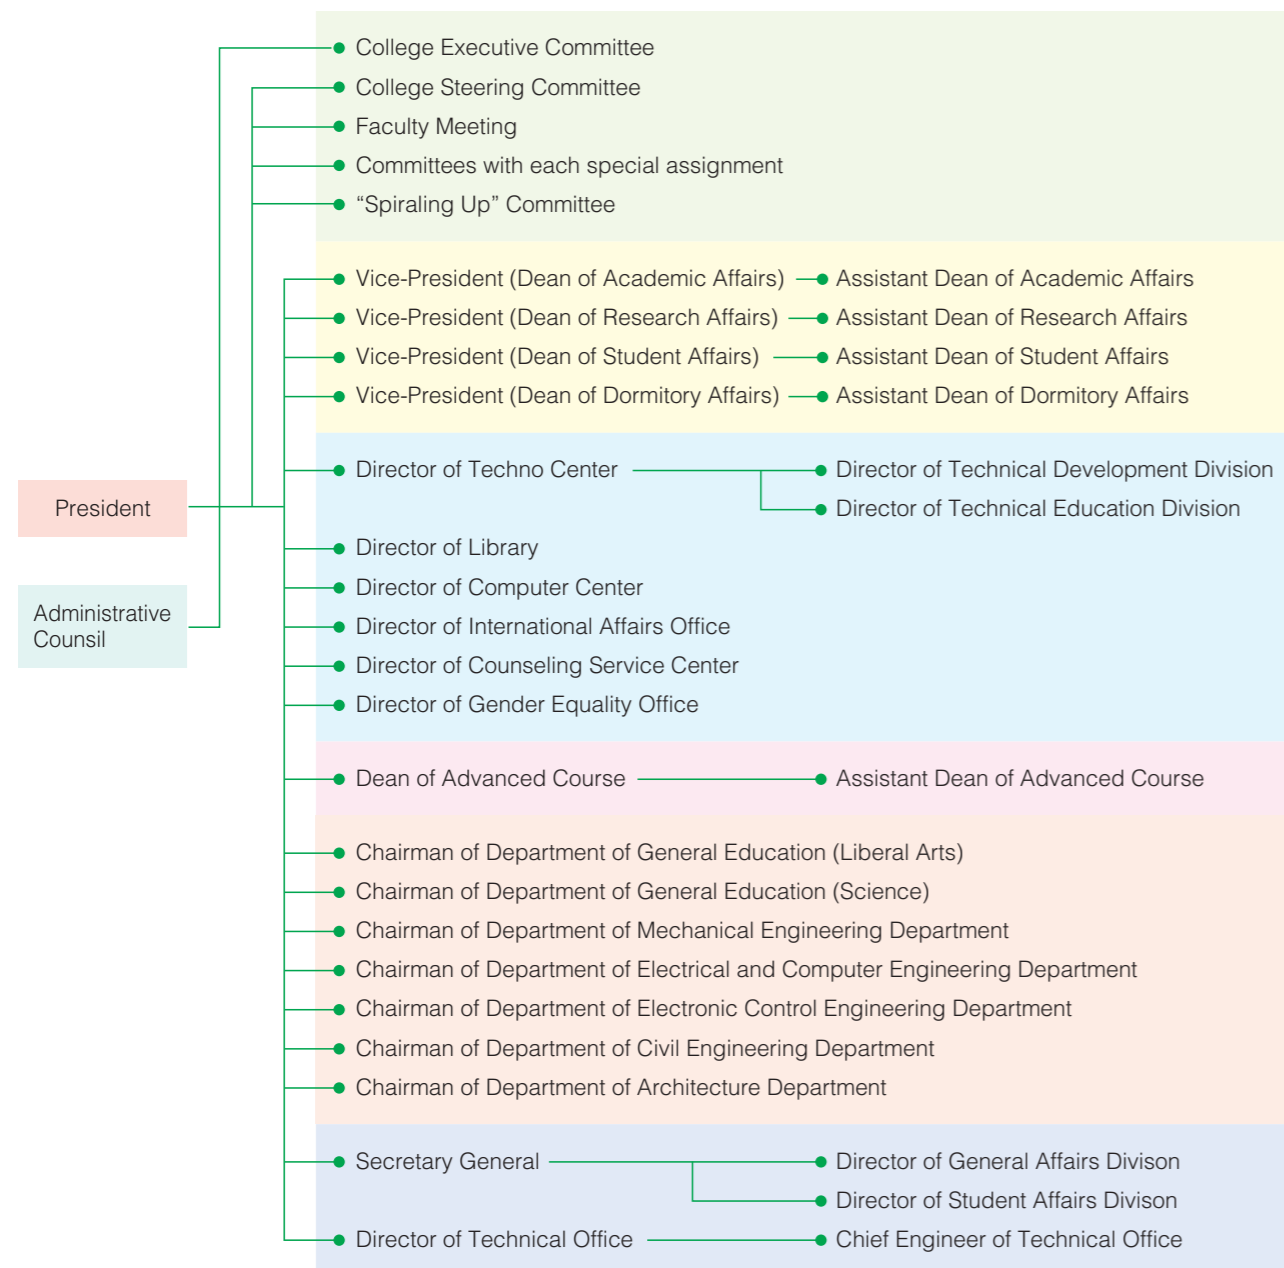 College Executive Committee
College Steering Committee
Faculty Meeting
Committees with each special assignment
“Spiraling Up” Committee
Vice-President (Dean of Academic Affairs) Assistant Dean of Academic Affairs
Vice-President (Dean of Research Affairs) Assistant Dean of Research Affairs
Vice-President (Dean of Student Affairs) Assistant Dean of Student Affairs
Vice-President (Dean of Dormitory Affairs) Assistant Dean of Dormitory Affairs
Director of Techno Center Director of Technical Development Division
President Director of Technical Education Division
Director of Library
Director of Computer Center
Administrative
Counsil
Director of International Affairs Office
Director of Counseling Service Center
Director of Gender Equality Office
Dean of Advanced Course Assistant Dean of Advanced Course
Chairman of Department of General Education (Liberal Arts)
Chairman of Department of General Education (Science)
Chairman of Department of Mechanical Engineering Department
Chairman of Department of Electrical and Computer Engineering Department
Chairman of Department of Electronic Control Engineering Department
Chairman of Department of Civil Engineering Department
Chairman of Department of Architecture Department
Secretary General Director of General Affairs Divison
Director of Student Affairs Divison
Director of Technical Office Chief Engineer of Technical Office